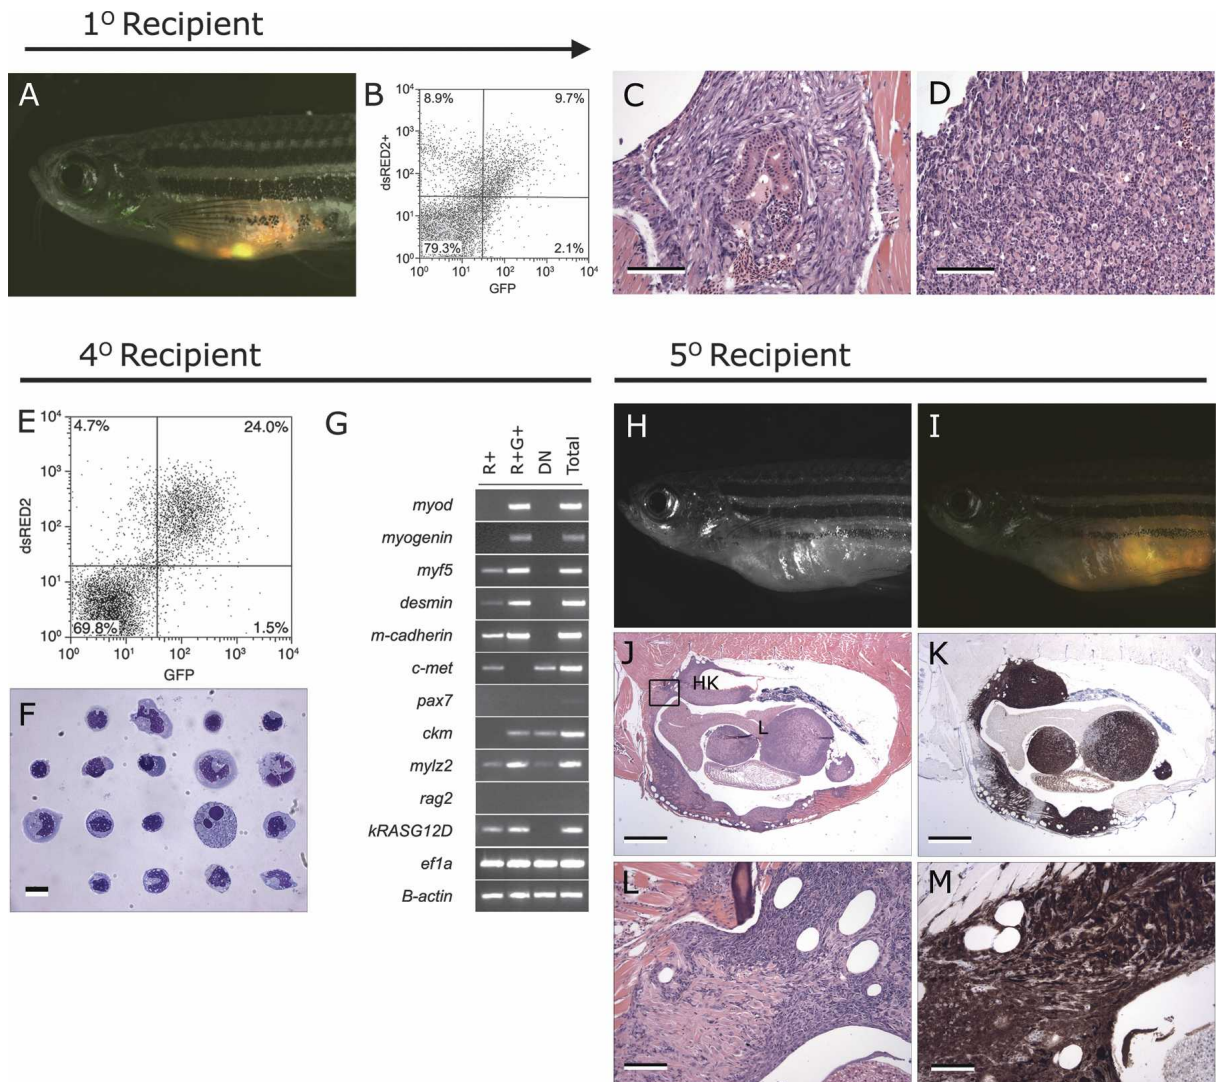 1º Recipient
A
B
8.9%
9.7%
dsRED2+
79.3%
2.1%
10⁰ 10¹ 10² 10³ 10⁴
10⁴
10³
10²
10¹
10⁰
GFP
C
D
4º Recipient
5º Recipient
E
4.7%
24.0%
dsRED2
69.8%
1.5%
10⁴
10³
10²
10¹
10⁰
10⁰ 10¹ 10² 10³ 10⁴
GFP
F
G
R+ R+G+ DN Total
myod
myogenin
myf5
desmin
m-cadherin
c-met
pax7
ckm
mylz2
rag2
kRASG12D
ef1a
B-actin
H
I
J
HK
L
K
L
M